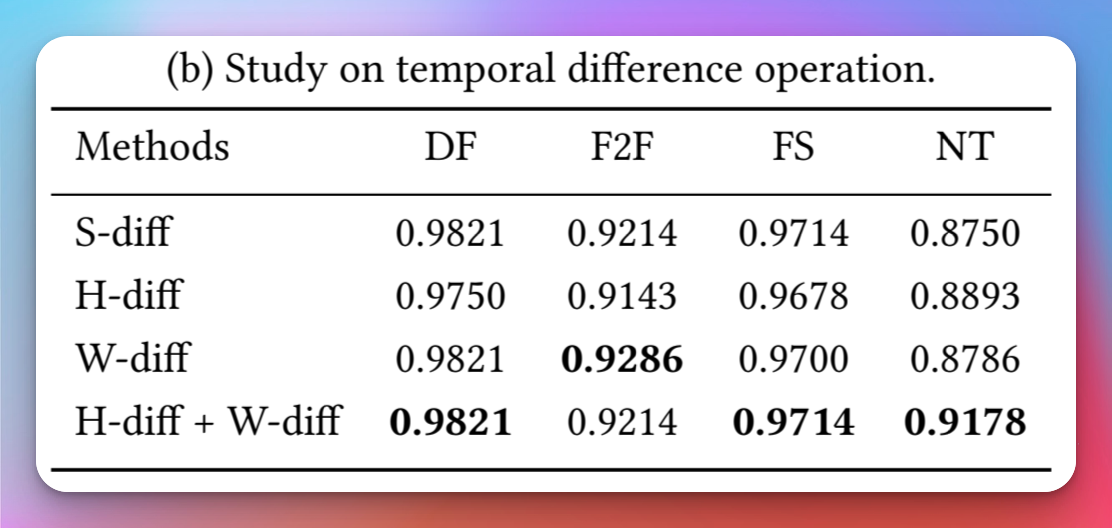 (b) Study on temporal difference operation.
Methods DF F2F FS NT
S-diff 0.9821 0.9214 0.9714 0.8750
H-diff 0.9750 0.9143 0.9678 0.8893
W-diff 0.9821 0.9286 0.9700 0.8786
H-diff + W-diff 0.9821 0.9214 0.9714 0.9178